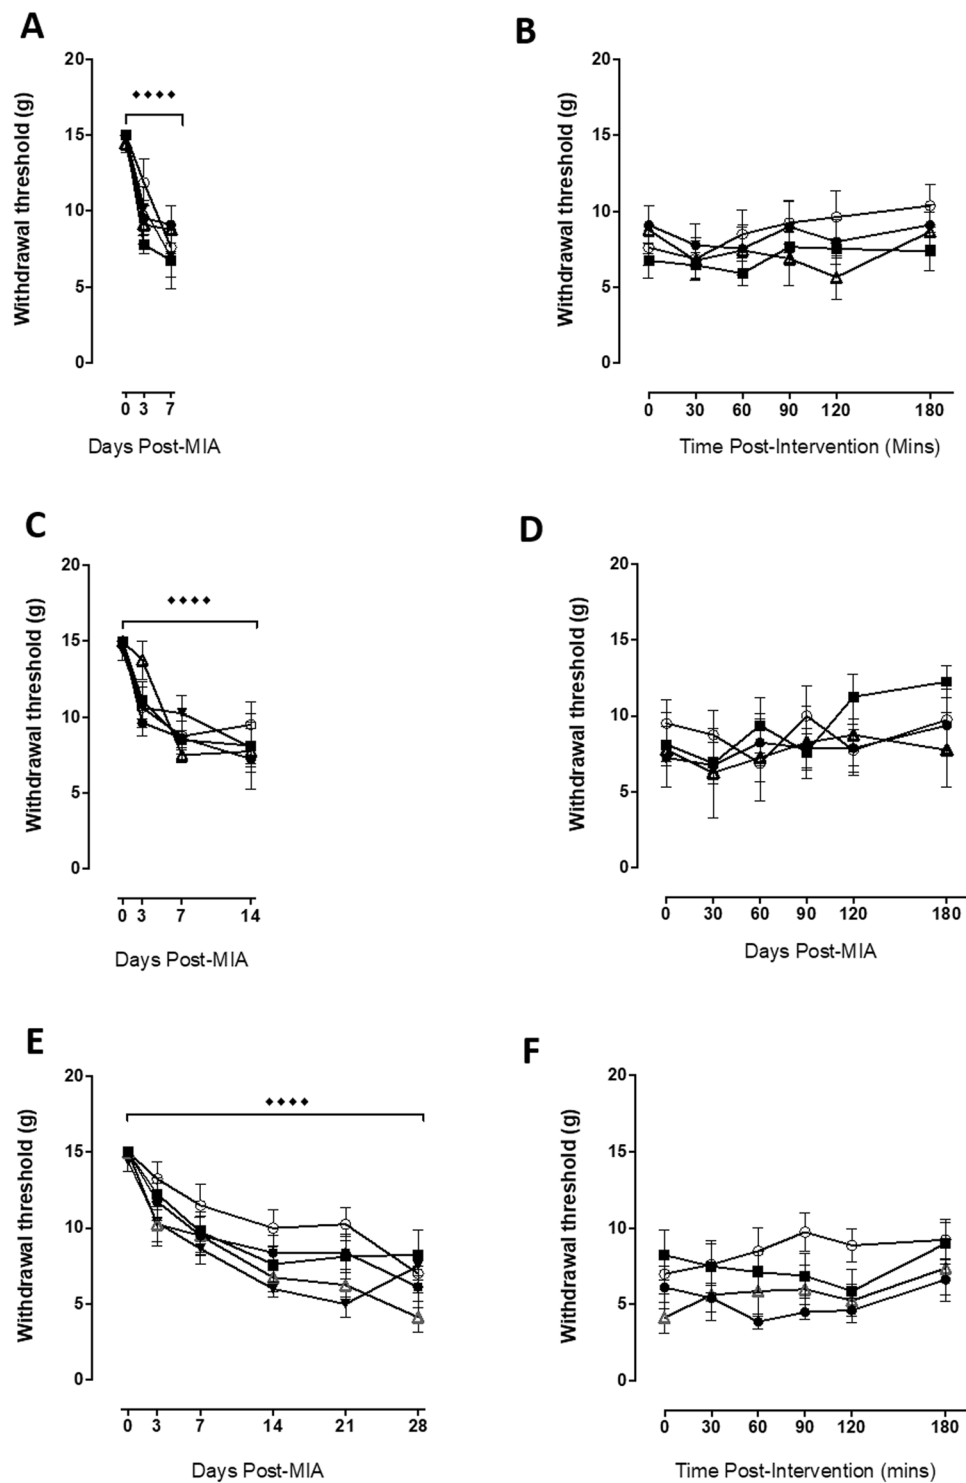 A
Withdrawal threshold (g)
20
15
10
5
0
0 3 7
Days Post-MIA
B
Withdrawal threshold (g)
20
15
10
5
0
0 30 60 90 120 180
Time Post-Intervention (Mins)
C
Withdrawal threshold (g)
20
15
10
5
0
0 3 7 14
Days Post-MIA
D
Withdrawal threshold (g)
20
15
10
5
0
0 30 60 90 120 180
Days Post-MIA
E
Withdrawal threshold (g)
20
15
10
5
0
0 3 7 14 21 28
Days Post-MIA
F
Withdrawal threshold (g)
20
15
10
5
0
0 30 60 90 120 180
Time Post-Intervention (mins)